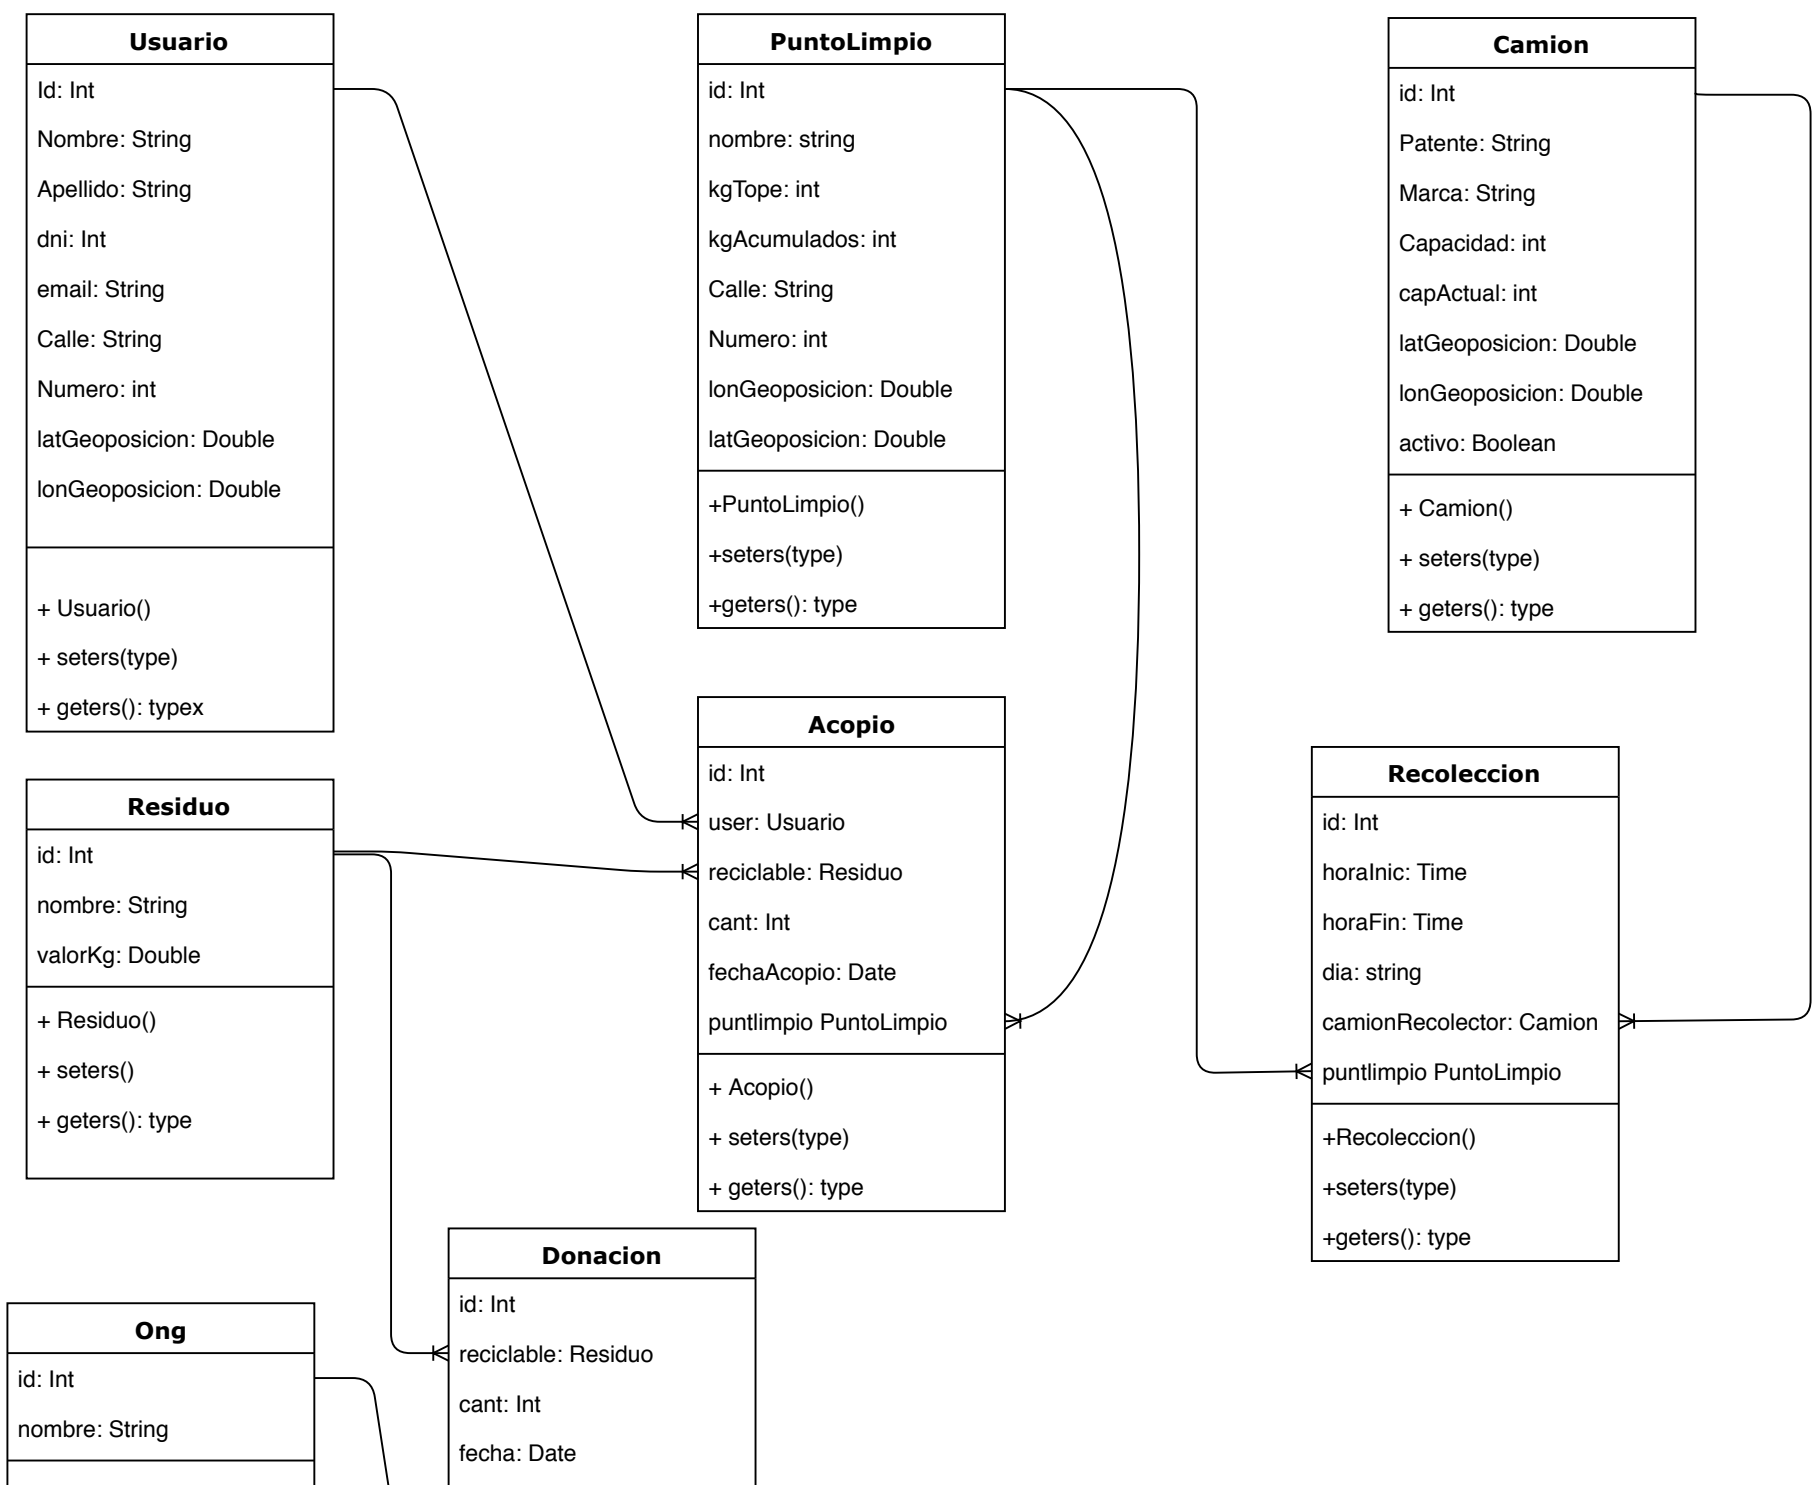 Usuario
Id: Int
Nombre: String
Apellido: String
dni: Int
email: String
Calle: String
Numero: int
latGeoposicion: Double
lonGeoposicion: Double
+ Usuario()
+ seters(type)
+ geters(): typex
PuntoLimpio
id: Int
nombre: string
kgTope: int
kgAcumulados: int
Calle: String
Numero: int
lonGeoposicion: Double
latGeoposicion: Double
+PuntoLimpio()
+seters(type)
+geters(): type
Camion
id: Int
Patente: String
Marca: String
Capacidad: int
capActual: int
latGeoposicion: Double
lonGeoposicion: Double
activo: Boolean
+ Camion()
+ seters(type)
+ geters(): type
Residuo
id: Int
nombre: String
valorKg: Double
+ Residuo()
+ seters()
+ geters(): type
Acopio
id: Int
user: Usuario
reciclable: Residuo
cant: Int
fechaAcopio: Date
puntlimpio PuntoLimpio
+ Acopio()
+ seters(type)
+ geters(): type
Recoleccion
id: Int
horaInic: Time
horaFin: Time
dia: string
camionRecolector: Camion
puntlimpio PuntoLimpio
+Recoleccion()
+seters(type)
+geters(): type
Ong
id: Int
nombre: String
Donacion
id: Int
reciclable: Residuo
cant: Int
fecha: Date